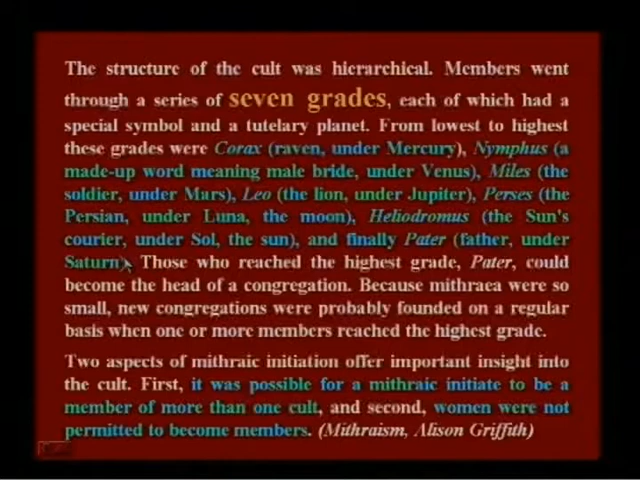 The structure of the cult was hierarchical. Members went
through a series of seven grades, each of which had a
special symbol and a tutelary planet. From lowest to highest
these grades were Corax (raven, under Mercury), Nymphus (a
made-up word meaning male bride, under Venus), Miles (the
soldier, under Mars), Leo (the lion, under Jupiter), Perses (the
Persian, under Luna, the moon), Heliodromus (the Sun's
courier, under Sol, the sun), and finally Pater (father, under
Saturn). Those who reached the highest grade, Pater, could
become the head of a congregation. Because mithraea were so
small, new congregations were probably founded on a regular
basis when one or more members reached the highest grade.
Two aspects of mithraic initiation offer important insight into
the cult. First, it was possible for a mithraic initiate to be a
member of more than one cult, and second, women were not
permitted to become members. (Mithraism, Alison Griffith)